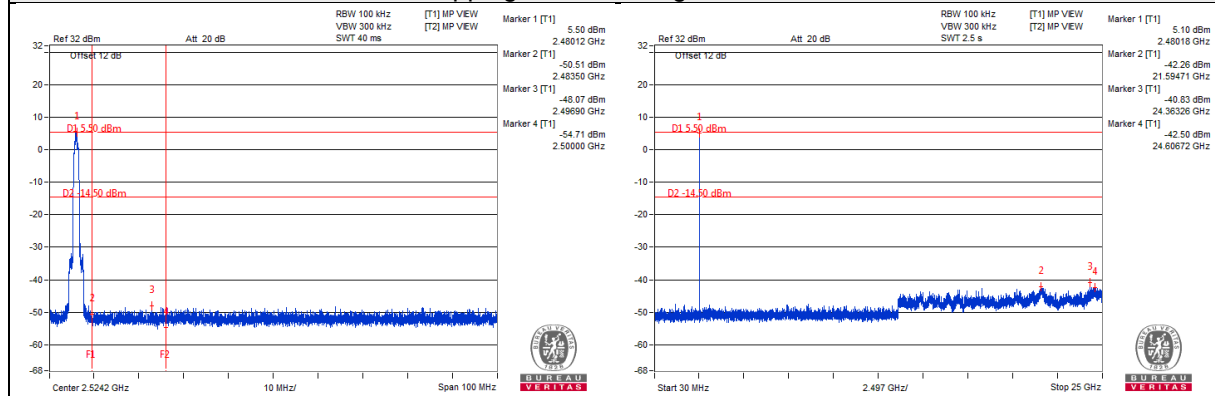 RBW 100 kHz [T1] MP VIEW
VBW 300 kHz [T2] MP VIEW
Ref 32 dBm Att 20 dB SWT 40 ms
Offset 12 dB
Marker 1 [T1]
5.50 dBm
2.48012 GHz
Marker 2 [T1]
-50.51 dBm
2.48350 GHz
Marker 3 [T1]
-48.07 dBm
2.49690 GHz
Marker 4 [T1]
-54.71 dBm
2.50000 GHz
32
20
10
0
-10
-20
-30
-40
-50
-60
-68
1
D1 5.50 dBm
D2 -14.50 dBm
2
3
F1
F2
Center 2.5242 GHz 10 MHz/ Span 100 MHz
1828
BUREAU
VERITAS
RBW 100 kHz [T1] MP VIEW
VBW 300 kHz [T2] MP VIEW
Ref 32 dBm Att 20 dB SWT 2.5 s
Offset 12 dB
Marker 1 [T1]
5.10 dBm
2.48018 GHz
Marker 2 [T1]
-42.26 dBm
21.59471 GHz
Marker 3 [T1]
-40.83 dBm
24.36326 GHz
Marker 4 [T1]
-42.50 dBm
24.60672 GHz
32
20
10
0
-10
-20
-30
-40
-50
-60
-68
1
D1 5.50 dBm
D2 -14.50 dBm
2
3
4
Start 30 MHz 2.497 GHz/ Stop 25 GHz
1828
BUREAU
VERITAS